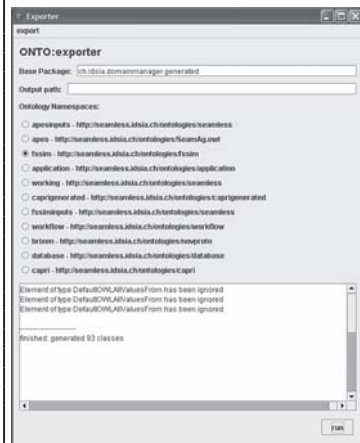 Exporter
export
ONTO:exporter
Base Package: ch.idsia.domainmanager.generated
Output path:
Ontology Namespaces:
apesinputs - http://seamless.idsia.ch/ontologies/seamless
apes - http://seamless.idsia.ch/ontologies/SeamAg.owl
fssim - http://seamless.idsia.ch/ontologies/fssim
application - http://seamless.idsia.ch/ontologies/application
working - http://seamless.idsia.ch/ontologies/seamless
caprigenerated - http://seamless.idsia.ch/ontologies/caprigenerated
fssiminputs - http://seamless.idsia.ch/ontologies/seamless
workflow - http://seamless.idsia.ch/ontologies/workflow
brixen - http://seamless.idsia.ch/ontologies/novproto
database - http://seamless.idsia.ch/ontologies/database
capri - http://seamless.idsia.ch/ontologies/capri
Element of type DefaultOWLAllValuesFrom has been ignored
Element of type DefaultOWLAllValuesFrom has been ignored
Element of type DefaultOWLAllValuesFrom has been ignored
--------------------
finished: generated 93 classes
run